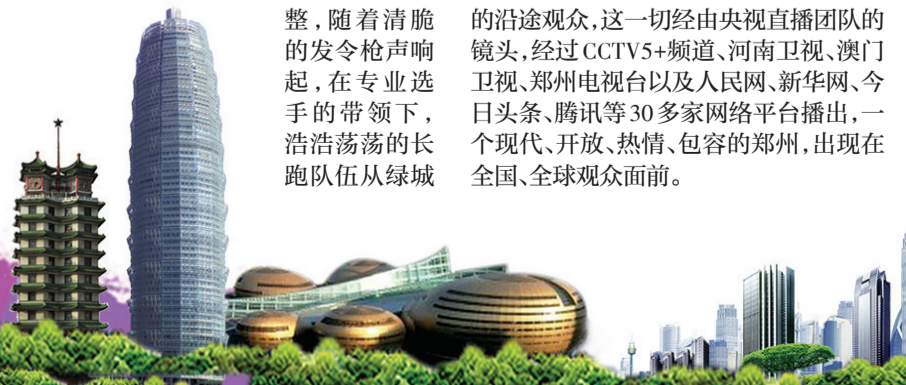 整，随着清脆
的发令枪声响
起，在专业选
手的带领下，
浩浩荡荡的长
跑队伍从绿城
的沿途观众，这一切经由央视直播团队的
镜头，经过CCTV5+频道、河南卫视、澳门
卫视、郑州电视台以及人民网、新华网、今
日头条、腾讯等30多家网络平台播出，一
个现代、开放、热情、包容的郑州，出现在
全国、全球观众面前。